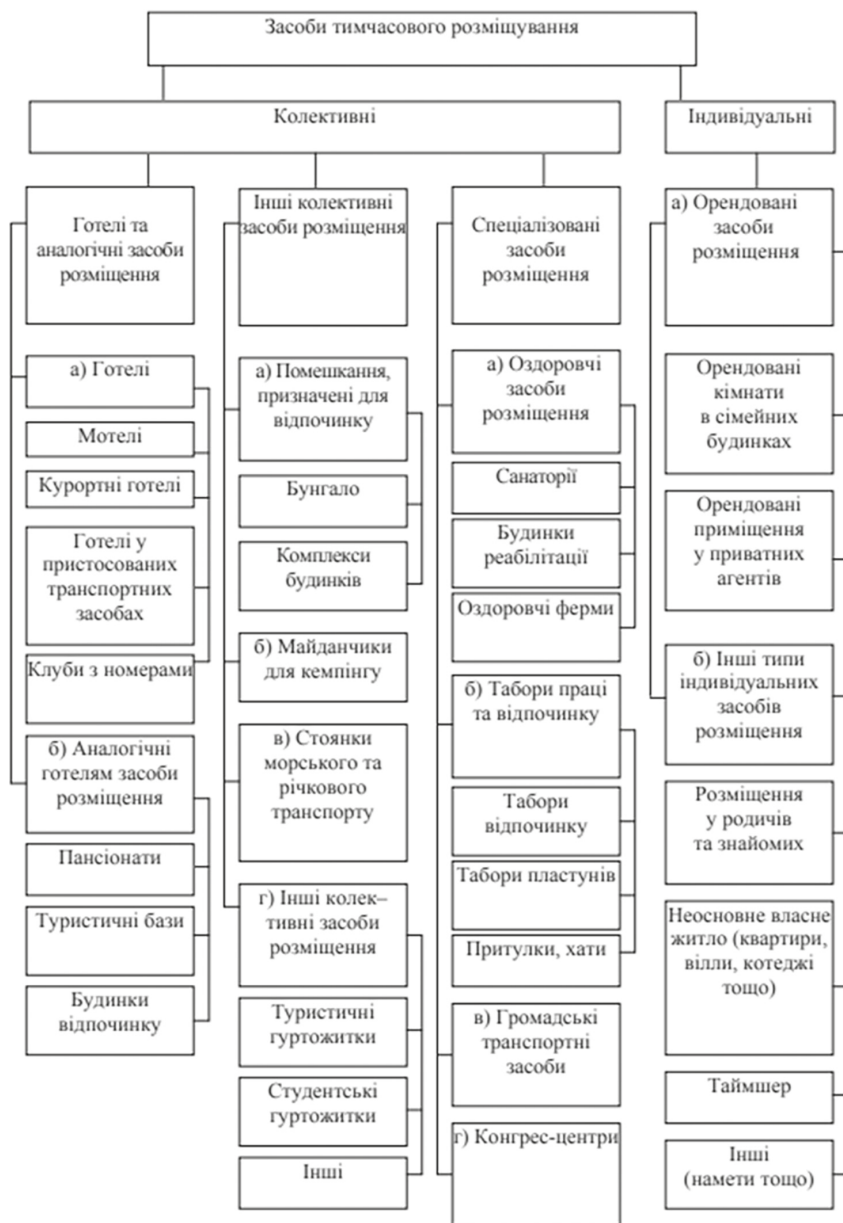 Засоби тимчасового розміщування
Колективні
Індивідуальні
Готелі та
аналогічні засоби
розміщення
а) Готелі
Мотелі
Курортні готелі
Готелі у
пристосованих
транспортних
засобах
Клуби з номерами
б) Аналогічні
готелям засоби
розміщення
Пансіонати
Туристичні бази
Будинки
відпочинку
Інші колективні
засоби розміщення
а) Помешкання,
призначені для
відпочинку
Бунгало
Комплекси
будинків
б) Майданчики
для кемпінгу
в) Стоянки
морського та
річкового
транспорту
г) Інші колек–
тивні засоби
розміщення
Туристичні
гуртожитки
Студентські
гуртожитки
Інші
Спеціалізовані
засоби
розміщення
а) Оздоровчі
засоби
розміщення
Санаторії
Будинки
реабілітації
Оздоровчі ферми
б) Табори праці
та відпочинку
Табори
відпочинку
Табори пластунів
Притулки, хати
в) Громадські
транспортні
засоби
г) Конгрес-центри
а) Орендовані
засоби
розміщення
Орендовані
кімнати
в сімейних
будинках
Орендовані
приміщення
у приватних
агентів
б) Інші типи
індивідуальних
засобів
розміщення
Розміщення
у родичів
та знайомих
Неосновне власне
житло (квартири,
вілли, котеджі
тощо)
Таймшер
Інші
(намети тощо)